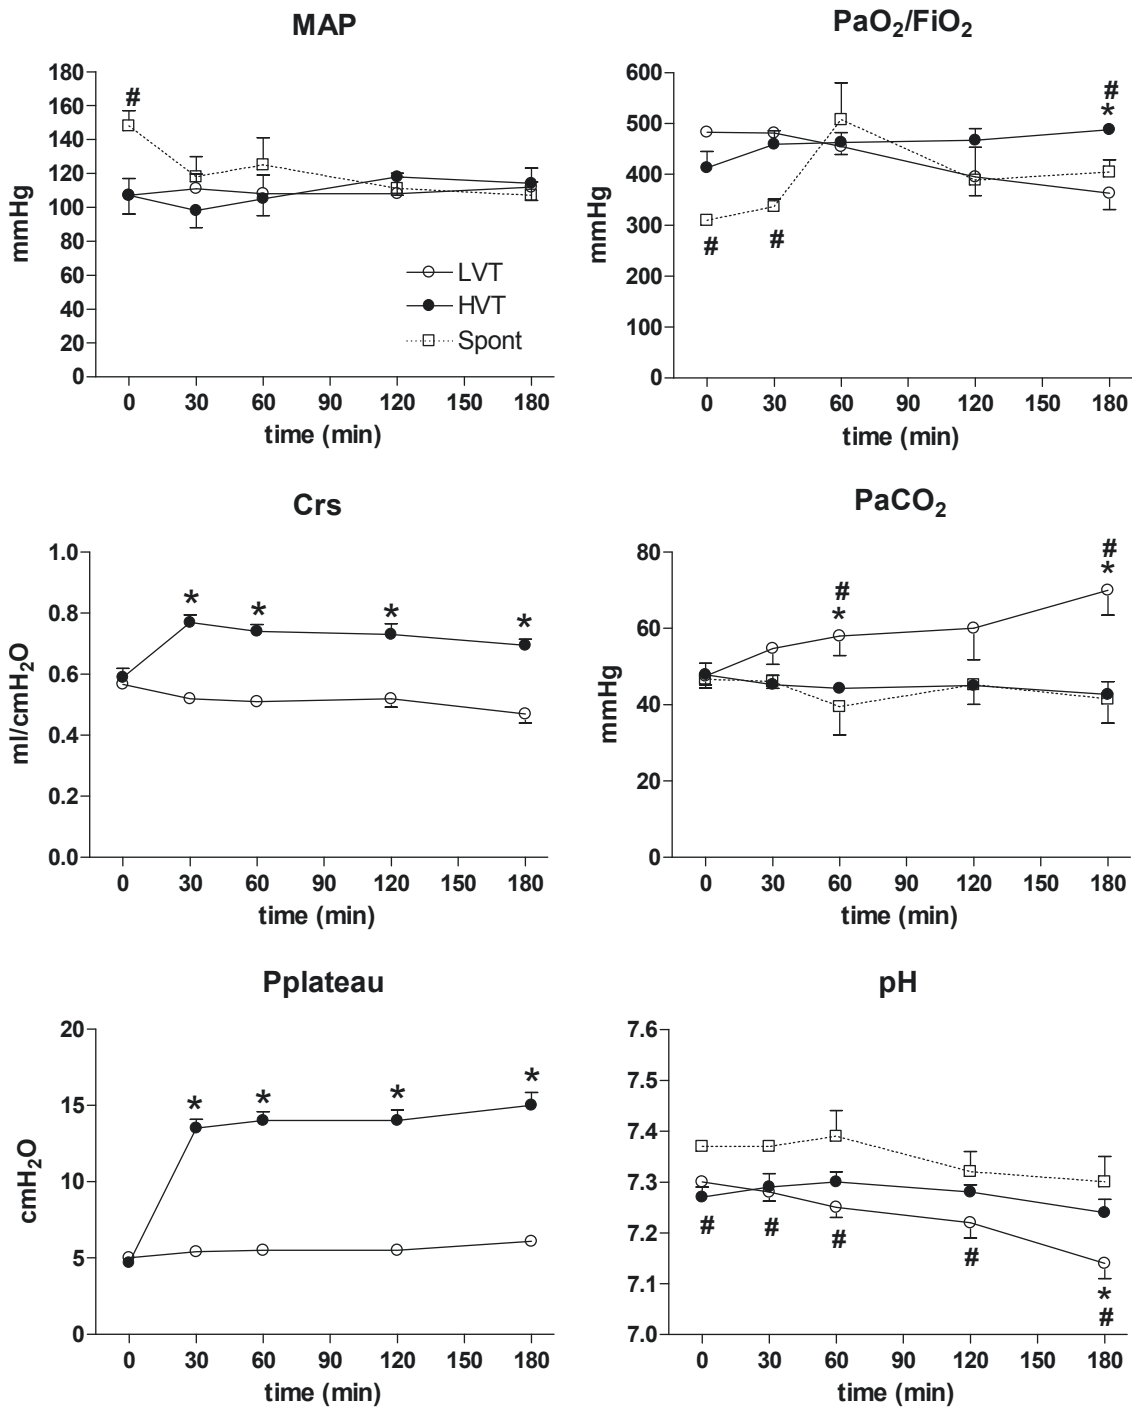 MAP
180
160
140
120
100
80
60
40
20
0
mmHg
#
LVT
HVT
Spont
0 30 60 90 120 150 180
time (min)
PaO2/FiO2
600
500
400
300
200
100
0
mmHg
#
*
# #
0 30 60 90 120 150 180
time (min)
Crs
1.0
0.8
0.6
0.4
0.2
0.0
ml/cmH2O
* * * *
0 30 60 90 120 150 180
time (min)
PaCO2
80
60
40
20
0
mmHg
# #
* *
0 30 60 90 120 150 180
time (min)
Pplateau
20
15
10
5
0
cmH2O
* * * *
0 30 60 90 120 150 180
time (min)
pH
7.6
7.5
7.4
7.3
7.2
7.1
7.0
# # # #
*
#
0 30 60 90 120 150 180
time (min)